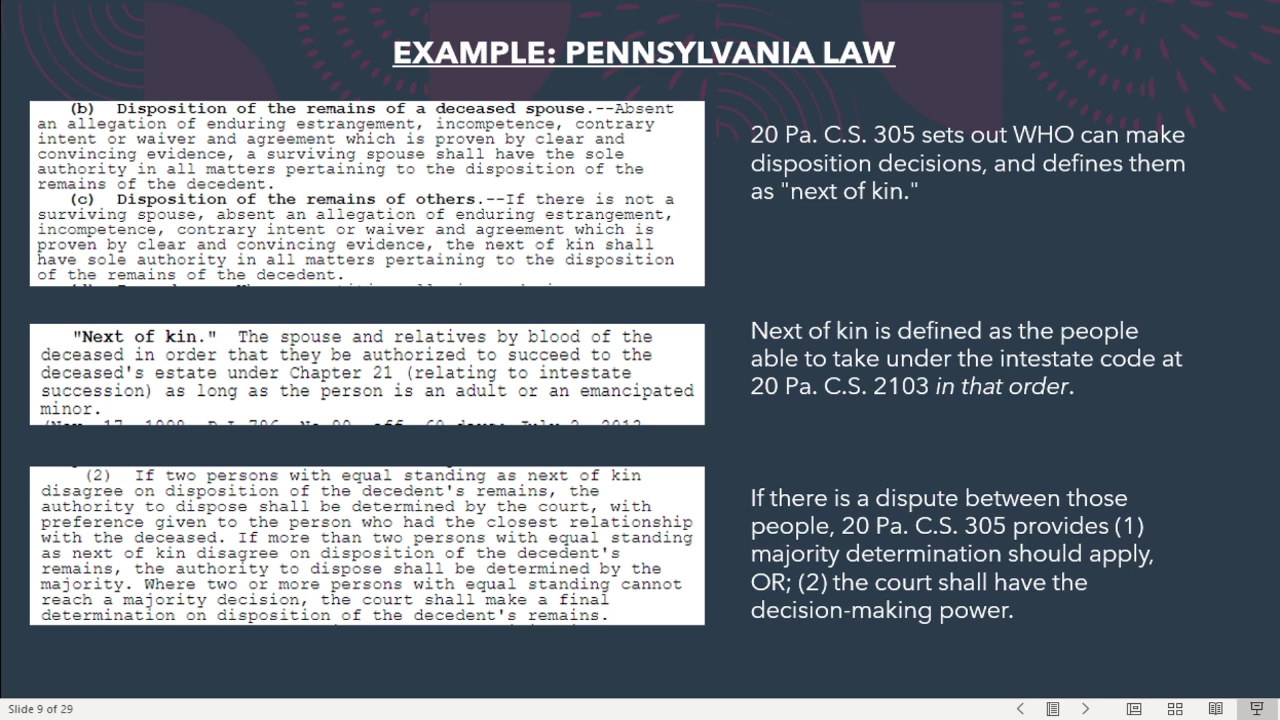 EXAMPLE: PENNSYLVANIA LAW
(b) Disposition of the remains of a deceased spouse.--Absent
an allegation of enduring estrangement, incompetence, contrary
intent or waiver and agreement which is proven by clear and
convincing evidence, a surviving spouse shall have the sole
authority in all matters pertaining to the disposition of the
remains of the decedent.
(c) Disposition of the remains of others.--If there is not a
surviving spouse, absent an allegation of enduring estrangement,
incompetence, contrary intent or waiver and agreement which is
proven by clear and convincing evidence, the next of kin shall
have sole authority in all matters pertaining to the disposition
of the remains of the decedent.
20 Pa. C.S. 305 sets out WHO can make
disposition decisions, and defines them
as "next of kin."
"Next of kin." The spouse and relatives by blood of the
deceased in order that they be authorized to succeed to the
deceased's estate under Chapter 21 (relating to intestate
succession) as long as the person is an adult or an emancipated
minor.
Next of kin is defined as the people
able to take under the intestate code at
20 Pa. C.S. 2103 in that order.
(2) If two persons with equal standing as next of kin
disagree on disposition of the decedent's remains, the
authority to dispose shall be determined by the court, with
preference given to the person who had the closest relationship
with the deceased. If more than two persons with equal standing
as next of kin disagree on disposition of the decedent's
remains, the authority to dispose shall be determined by the
majority. Where two or more persons with equal standing cannot
reach a majority decision, the court shall make a final
determination on disposition of the decedent's remains.
If there is a dispute between those
people, 20 Pa. C.S. 305 provides (1)
majority determination should apply,
OR; (2) the court shall have the
decision-making power.
Slide 9 of 29